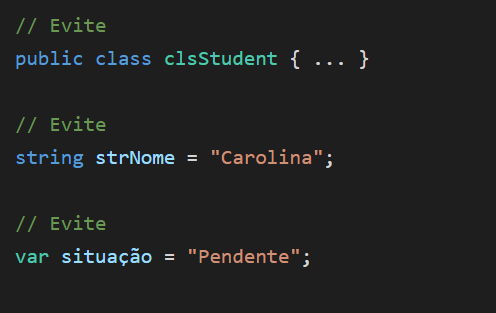 // Evite
public class clsStudent { ... }
// Evite
string strNome = "Carolina";
// Evite
var situação = "Pendente";